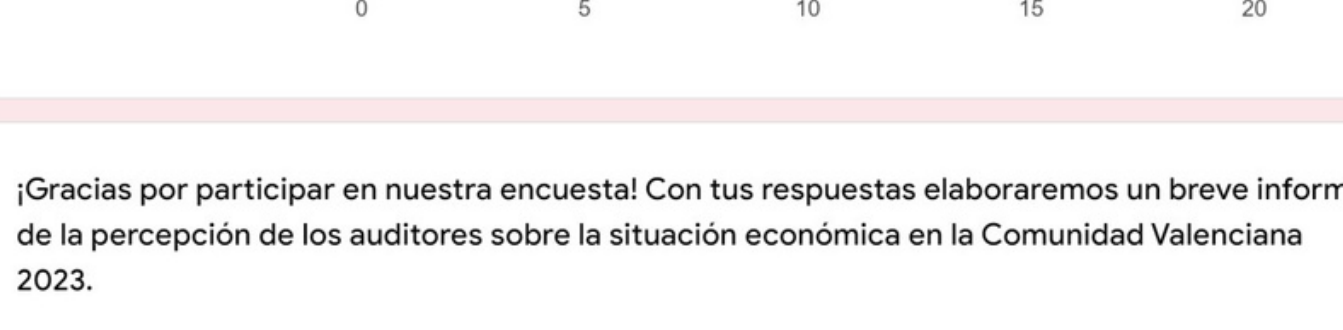 0 5 10 15 20
¡Gracias por participar en nuestra encuesta! Con tus respuestas elaboraremos un breve inform
de la percepción de los auditores sobre la situación económica en la Comunidad Valenciana
2023.